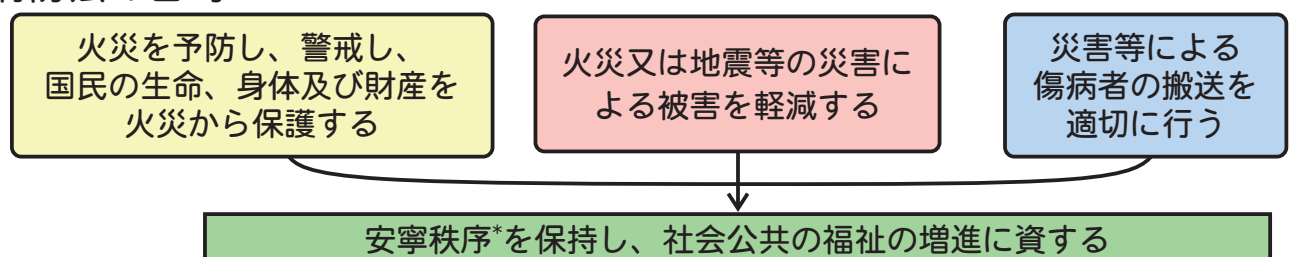 火災を予防し、警戒し、
国民の生命、身体及び財産を
火災から保護する
火災又は地震等の災害に
よる被害を軽減する
災害等による
傷病者の搬送を
適切に行う
安寧秩序*を保持し、社会公共の福祉の増進に資する